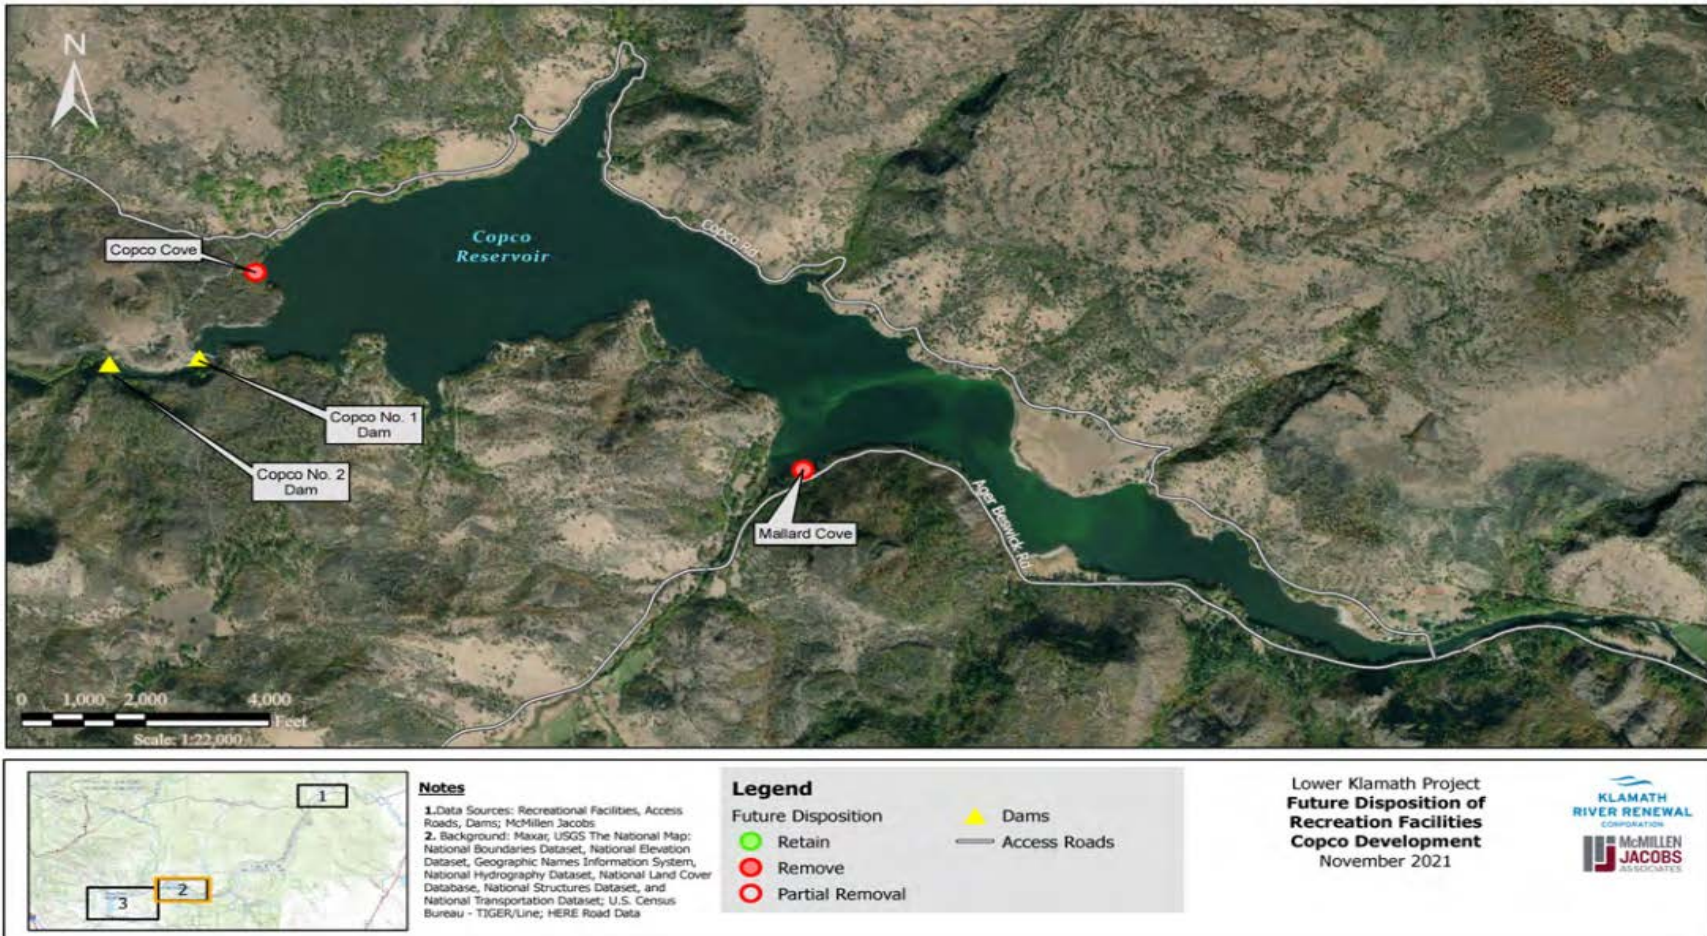 N
Copco Cove
Copco
Reservoir
Copco Rd.
Copco No. 1
Dam
Copco No. 2
Dam
Mallard Cove
Ager Beswick Rd.
0 1,000 2,000 4,000
Feet
Scale: 1:22,000
1
2
3
Notes
1.Data Sources: Recreational Facilities, Access
Roads, Dams; McMillen Jacobs
2. Background: Maxar, USGS The National Map:
National Boundaries Dataset, National Elevation
Dataset, Geographic Names Information System,
National Hydrography Dataset, National Land Cover
Database, National Structures Dataset, and
National Transportation Dataset; U.S. Census
Bureau - TIGER/Line; HERE Road Data
Legend
Future Disposition
Retain
Remove
Partial Removal
Dams
Access Roads
Lower Klamath Project
Future Disposition of
Recreation Facilities
Copco Development
November 2021
KLAMATH
RIVER RENEWAL
CORPORATION
McMILLEN
JACOBS
ASSOCIATES